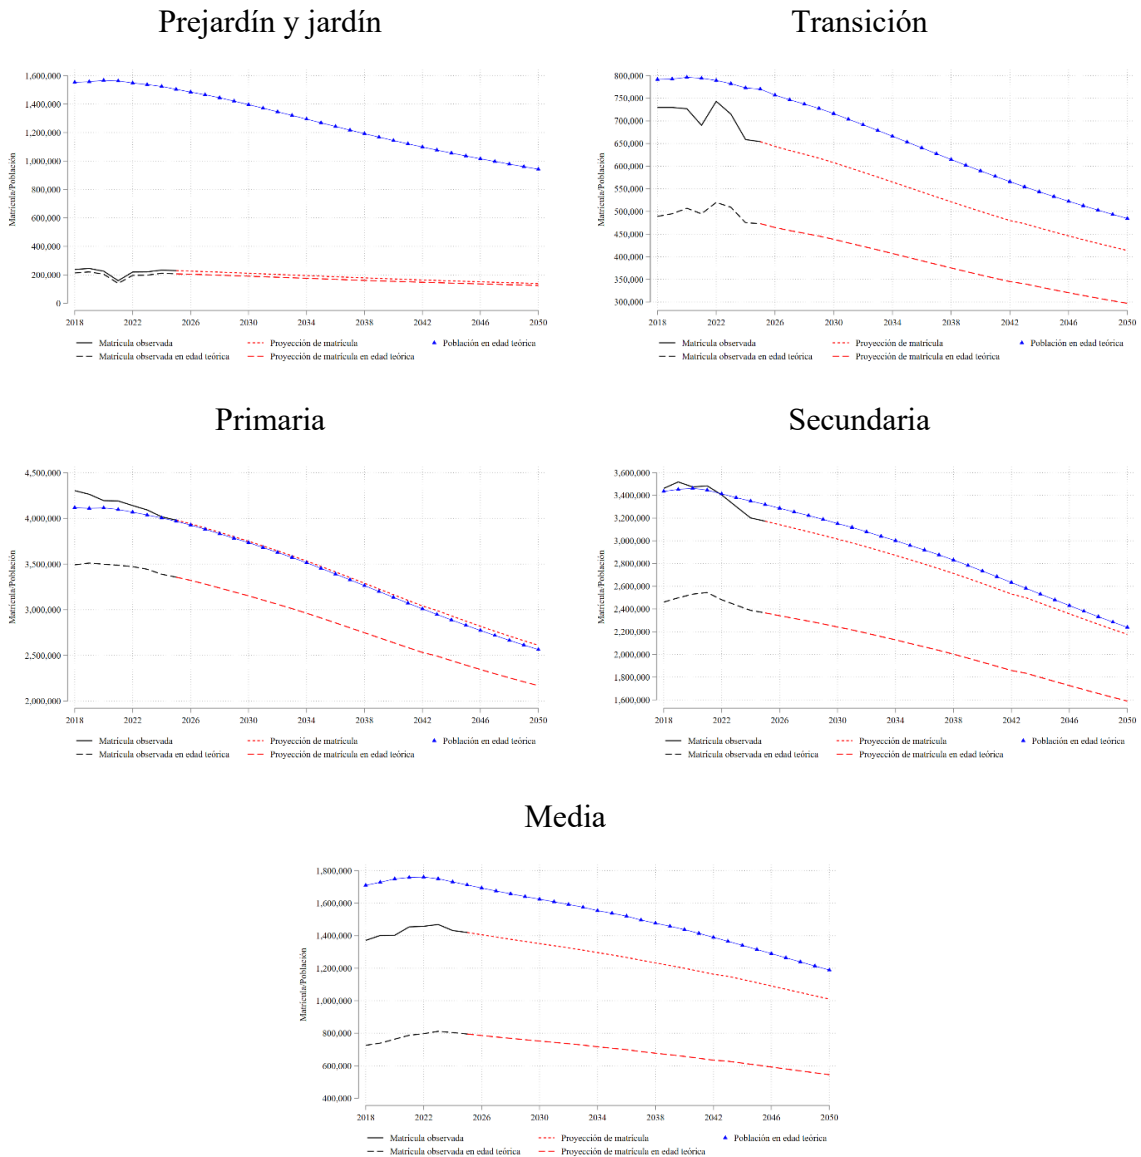 Prejardín y jardín
Matrícula/Población
1,600,000
1,400,000
1,200,000
1,000,000
800,000
600,000
400,000
200,000
0
2018 2022 2026 2030 2034 2038 2042 2046 2050
Matrícula observada Proyección de matrícula Población en edad teórica
Matrícula observada en edad teórica Proyección de matrícula en edad teórica
Transición
Matrícula/Población
800,000
750,000
700,000
650,000
600,000
550,000
500,000
450,000
400,000
350,000
300,000
2018 2022 2026 2030 2034 2038 2042 2046 2050
Matrícula observada Proyección de matrícula Población en edad teórica
Matrícula observada en edad teórica Proyección de matrícula en edad teórica
Primaria
Matrícula/Población
4,500,000
4,000,000
3,500,000
3,000,000
2,500,000
2,000,000
2018 2022 2026 2030 2034 2038 2042 2046 2050
Matrícula observada Proyección de matrícula Población en edad teórica
Matrícula observada en edad teórica Proyección de matrícula en edad teórica
Secundaria
Matrícula/Población
3,600,000
3,400,000
3,200,000
3,000,000
2,800,000
2,600,000
2,400,000
2,200,000
2,000,000
1,800,000
1,600,000
2018 2022 2026 2030 2034 2038 2042 2046 2050
Matrícula observada Proyección de matrícula Población en edad teórica
Matrícula observada en edad teórica Proyección de matrícula en edad teórica
Media
Matrícula/Población
1,800,000
1,600,000
1,400,000
1,200,000
1,000,000
800,000
600,000
400,000
2018 2022 2026 2030 2034 2038 2042 2046 2050
Matrícula observada Proyección de matrícula Población en edad teórica
Matrícula observada en edad teórica Proyección de matrícula en edad teórica